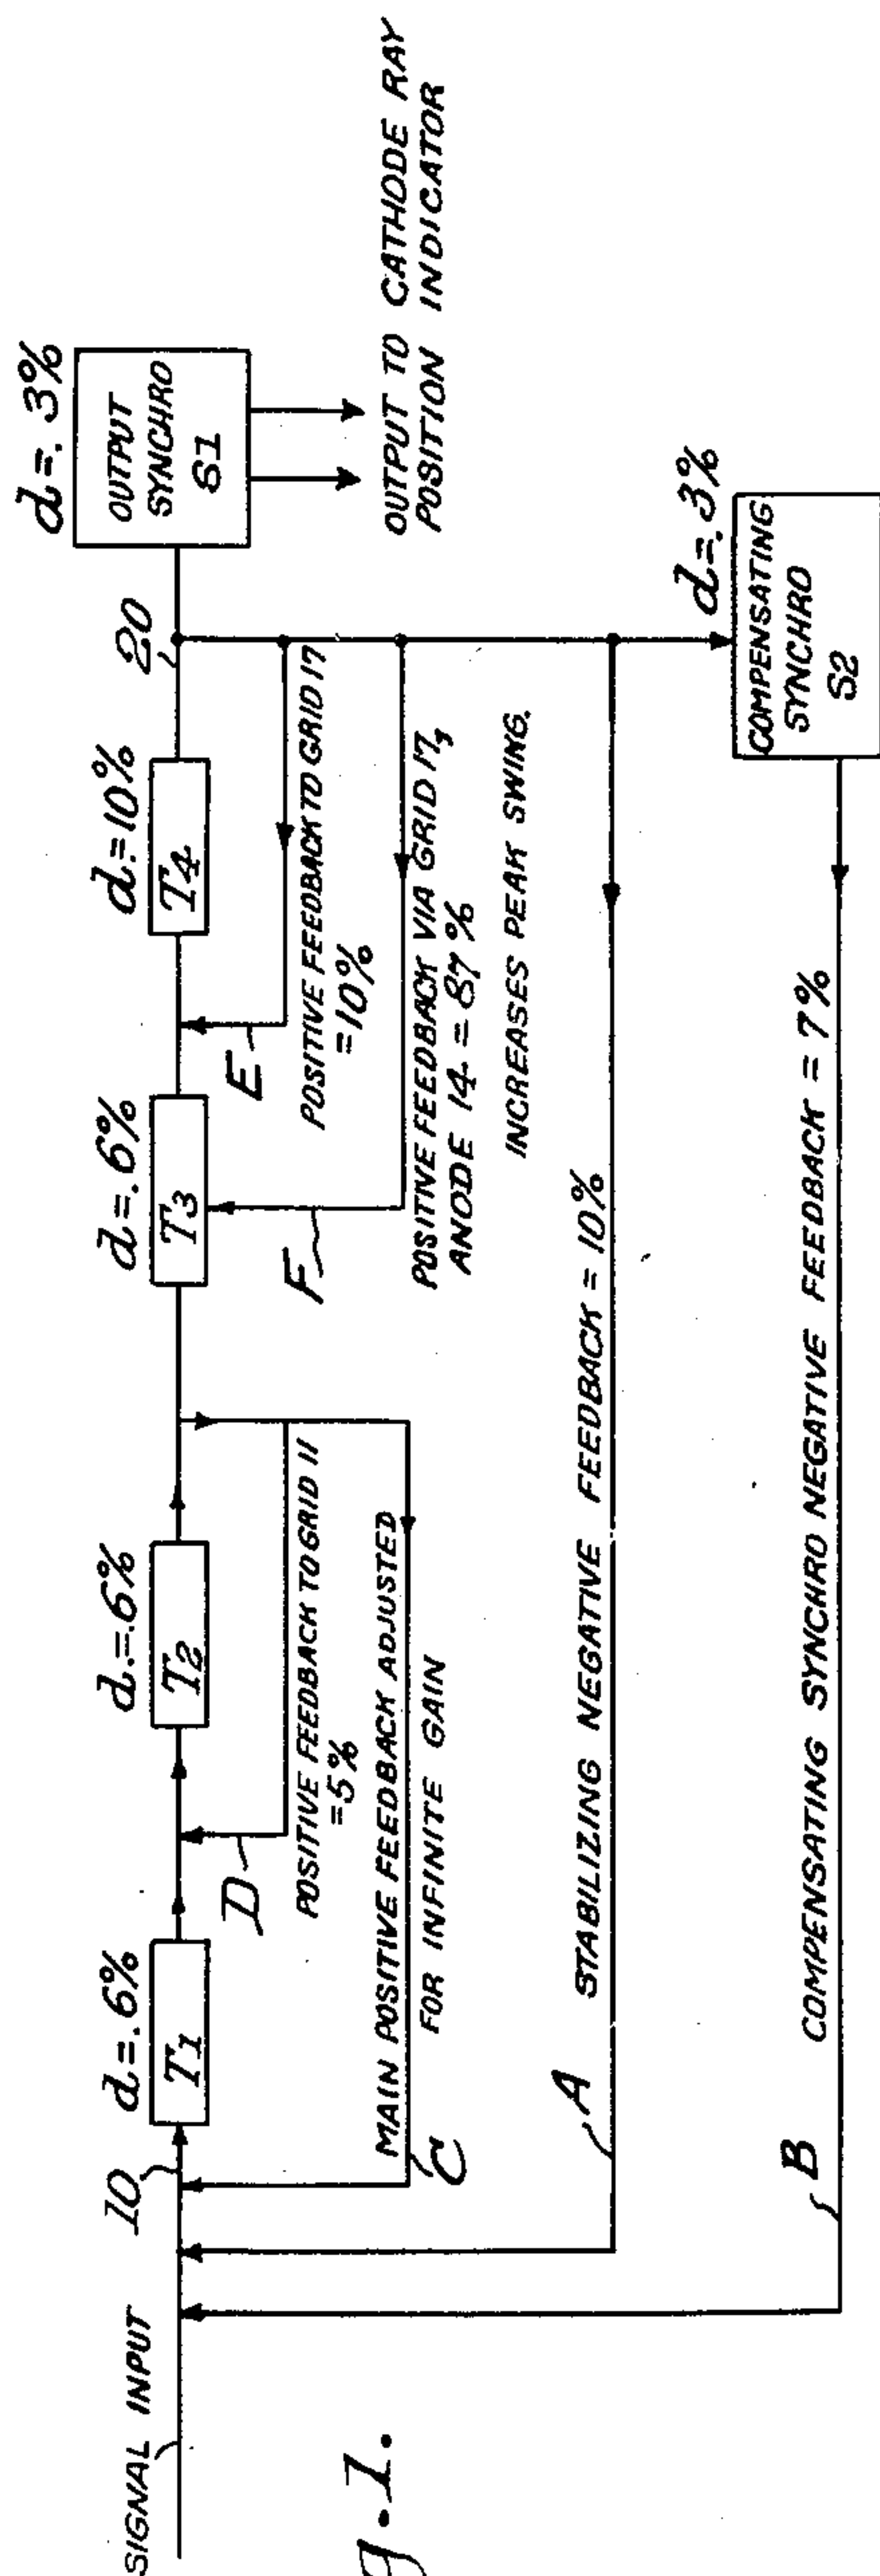 SIGNAL INPUT
10
d=.6%
T1
d=.6%
T2
d=.6%
T3
d=10%
T4
20
d=.3%
OUTPUT
SYNCHRO
S1
OUTPUT TO CATHODE RAY
POSITION INDICATOR
D
POSITIVE FEEDBACK TO GRID 11
=5%
E
POSITIVE FEEDBACK TO GRID 17
=10%
F
POSITIVE FEEDBACK VIA GRID 17,
ANODE 14 = 87%
INCREASES PEAK SWING.
MAIN POSITIVE FEEDBACK ADJUSTED
FOR INFINITE GAIN
C
A
STABILIZING NEGATIVE FEEDBACK = 10%
d=.3%
COMPENSATING
SYNCHRO
S2
B
COMPENSATING SYNCHRO NEGATIVE FEEDBACK = 7%
g.1.